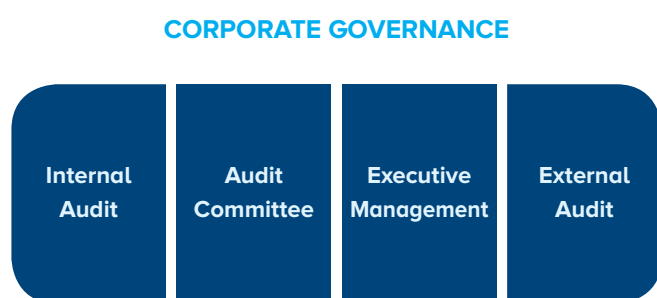 CORPORATE GOVERNANCE
Internal
Audit
Audit
Committee
Executive
Management
External
Audit